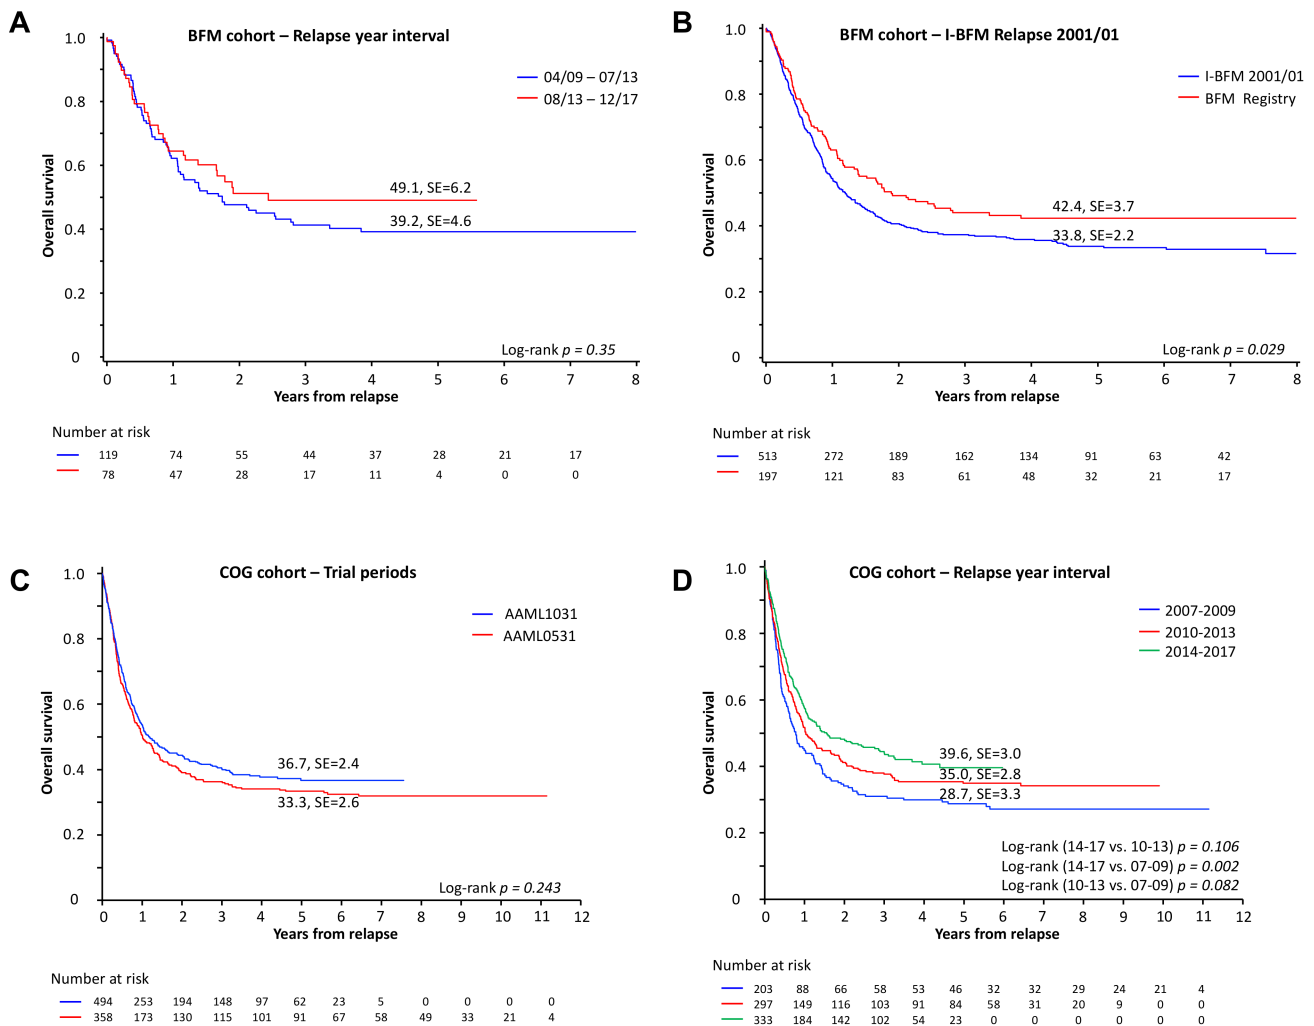 A
BFM cohort – Relapse year interval
04/09 – 07/13
08/13 – 12/17
Overall survival
1.0
0.8
0.6
0.4
0.2
0
49.1, SE=6.2
39.2, SE=4.6
Log-rank p = 0.35
0 1 2 3 4 5 6 7 8
Years from relapse
Number at risk
119 74 55 44 37 28 21 17
78 47 28 17 11 4 0 0
B
BFM cohort – I-BFM Relapse 2001/01
I-BFM 2001/01
BFM Registry
Overall survival
1.0
0.8
0.6
0.4
0.2
0
42.4, SE=3.7
33.8, SE=2.2
Log-rank p = 0.029
0 1 2 3 4 5 6 7 8
Years from relapse
Number at risk
513 272 189 162 134 91 63 42
197 121 83 61 48 32 21 17
C
COG cohort – Trial periods
AAML1031
AAML0531
Overall survival
1.0
0.8
0.6
0.4
0.2
0
36.7, SE=2.4
33.3, SE=2.6
Log-rank p = 0.243
0 1 2 3 4 5 6 7 8 9 10 11 12
Years from relapse
Number at risk
494 253 194 148 97 62 23 5 0 0 0 0
358 173 130 115 101 91 67 58 49 33 21 4
D
COG cohort – Relapse year interval
2007-2009
2010-2013
2014-2017
Overall survival
1.0
0.8
0.6
0.4
0.2
0
39.6, SE=3.0
35.0, SE=2.8
28.7, SE=3.3
Log-rank (14-17 vs. 10-13) p = 0.106
Log-rank (14-17 vs. 07-09) p = 0.002
Log-rank (10-13 vs. 07-09) p = 0.082
0 1 2 3 4 5 6 7 8 9 10 11 12
Years from relapse
Number at risk
203 88 66 58 53 46 32 32 29 24 21 4
297 149 116 103 91 84 58 31 20 9 0 0
333 184 142 102 54 23 0 0 0 0 0 0